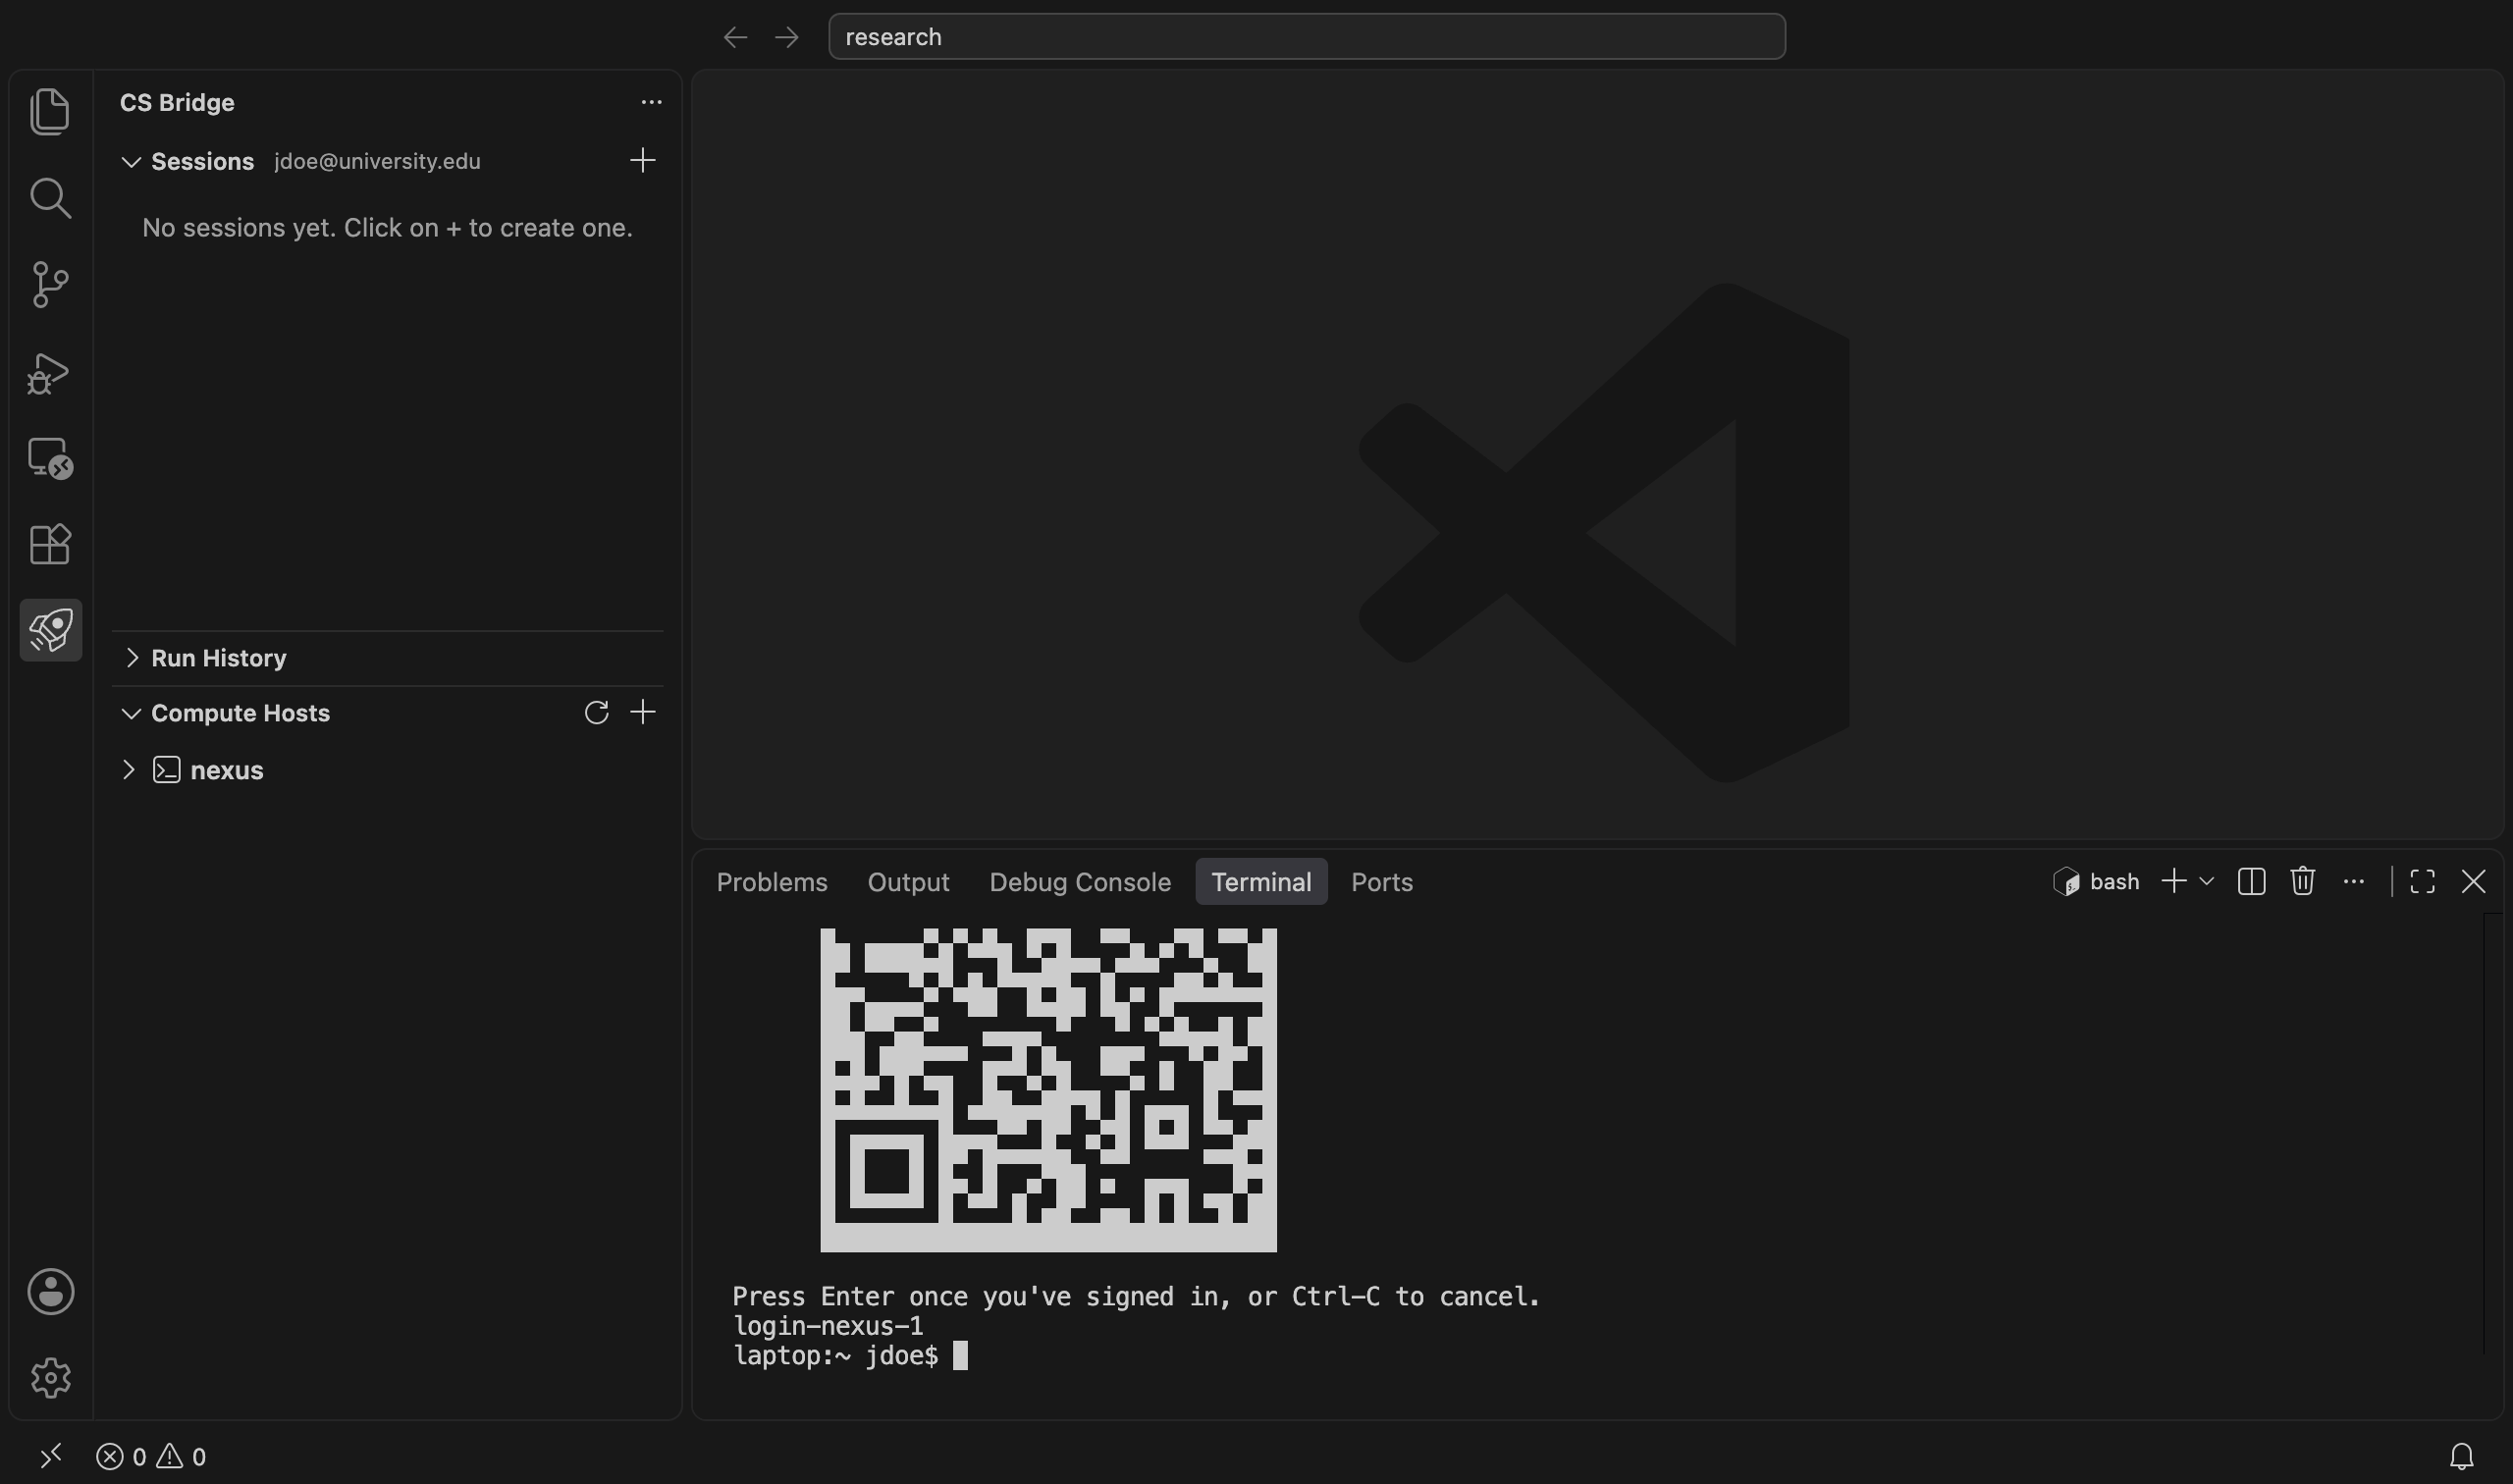 research
CS Bridge
Sessions jdoe@university.edu
No sessions yet. Click on + to create one.
Run History
Compute Hosts
nexus
Problems Output Debug Console Terminal Ports
bash
Press Enter once you've signed in, or Ctrl-C to cancel.
login-nexus-1
laptop:~ jdoe$
0 0